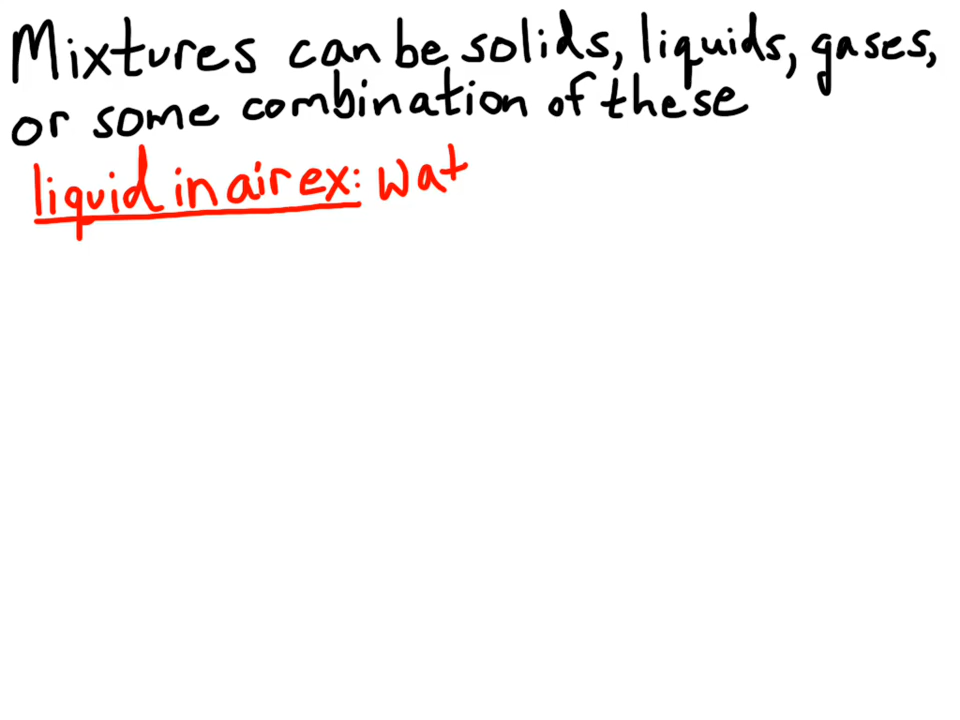 Mixtures can be solids, liquids, gases,
or some combination of these
liquid in air ex: wat